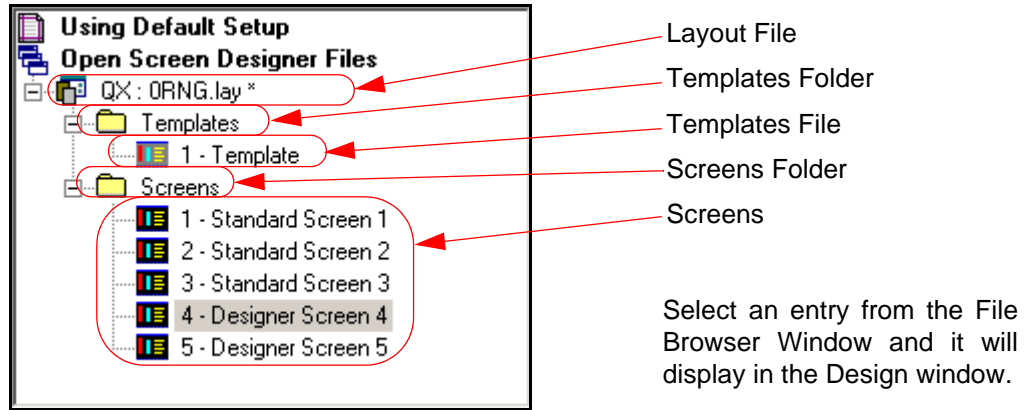 Using Default Setup
Open Screen Designer Files
QX : 0RNG.lay *
Templates
1 - Template
Screens
1 - Standard Screen 1
2 - Standard Screen 2
3 - Standard Screen 3
4 - Designer Screen 4
5 - Designer Screen 5
Layout File
Templates Folder
Templates File
Screens Folder
Screens
Select an entry from the File
Browser Window and it will
display in the Design window.